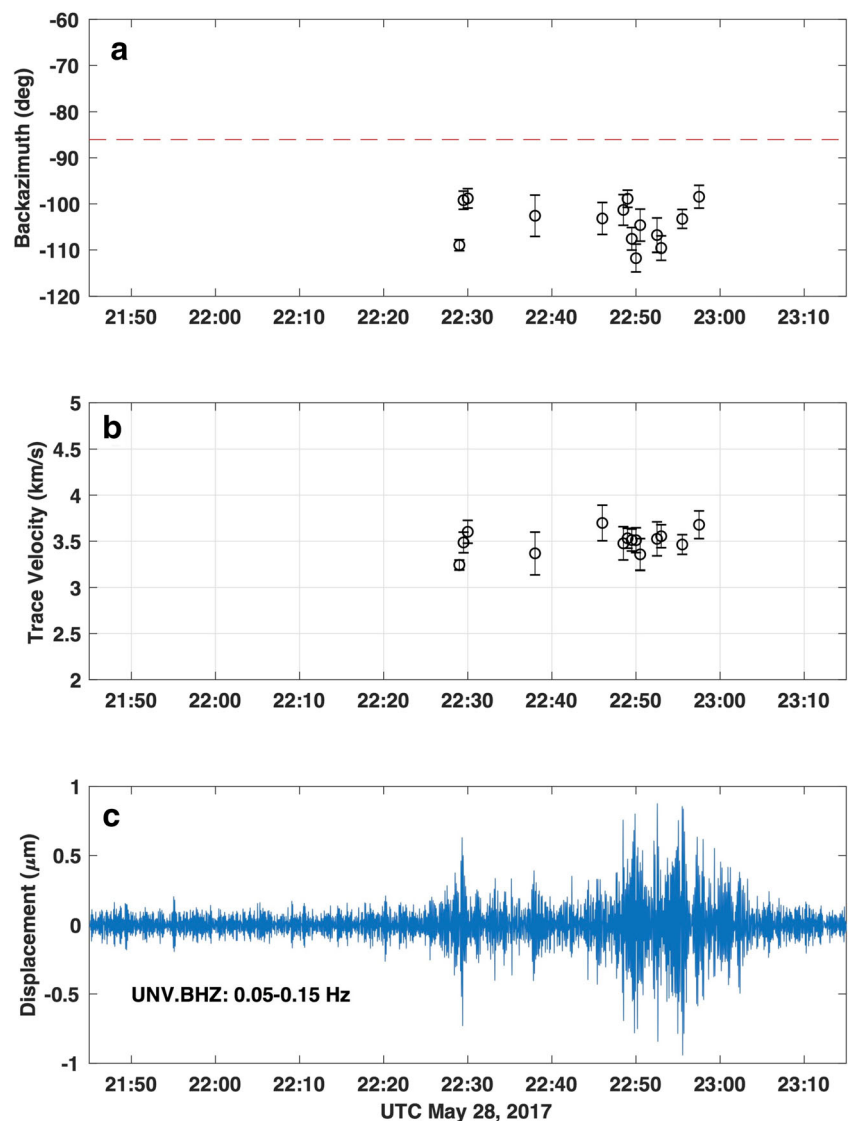 a
Backazimuth (deg)
-60
-70
-80
-90
-100
-110
-120
21:50 22:00 22:10 22:20 22:30 22:40 22:50 23:00 23:10
b
Trace Velocity (km/s)
5
4.5
4
3.5
3
2.5
2
21:50 22:00 22:10 22:20 22:30 22:40 22:50 23:00 23:10
c
Displacement (μm)
1
0.5
0
-0.5
-1
UNV.BHZ: 0.05-0.15 Hz
21:50 22:00 22:10 22:20 22:30 22:40 22:50 23:00 23:10
UTC May 28, 2017